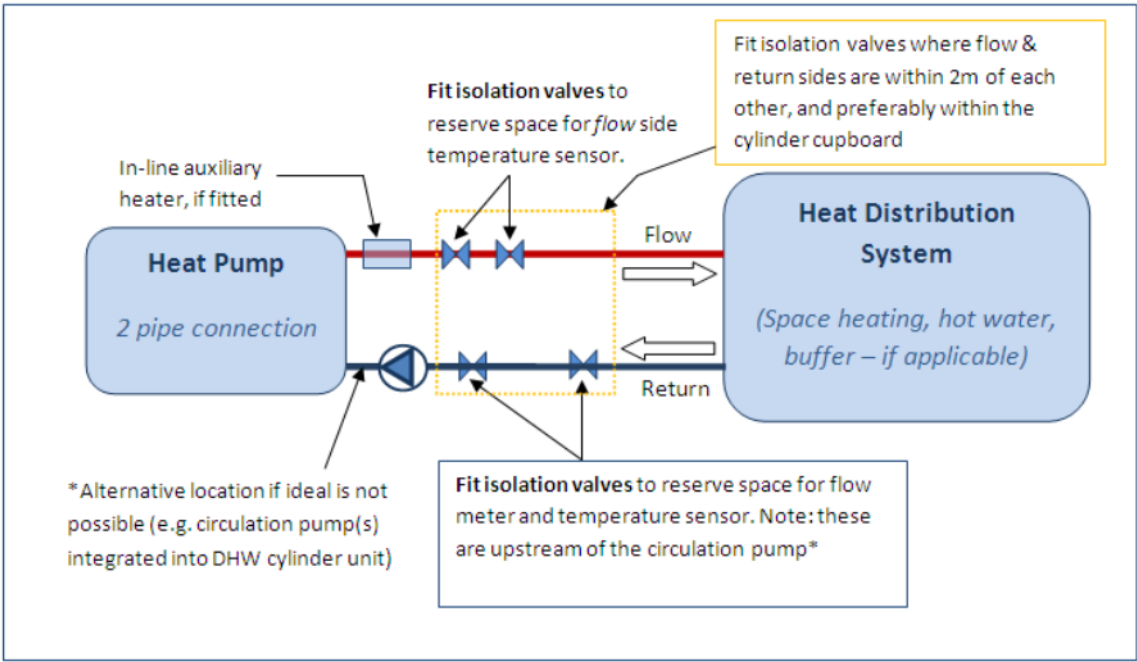 Fit isolation valves where flow &
return sides are within 2m of each
other, and preferably within the
cylinder cupboard
Fit isolation valves to
reserve space for flow side
temperature sensor.
In-line auxiliary
heater, if fitted
Heat Pump
2 pipe connection
Flow
Return
Heat Distribution
System
(Space heating, hot water,
buffer – if applicable)
*Alternative location if ideal is not
possible (e.g. circulation pump(s)
integrated into DHW cylinder unit)
Fit isolation valves to reserve space for flow
meter and temperature sensor. Note: these
are upstream of the circulation pump*